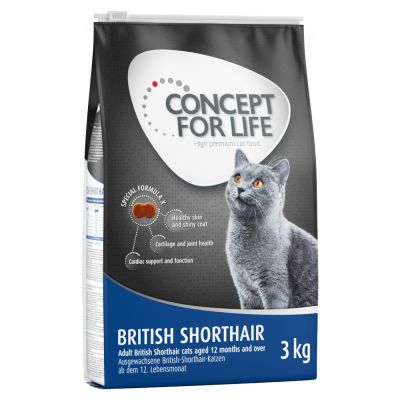 CONCEPT
FOR LIFE
High premium cat food.
SPECIAL FORMULA X
Healthy skin
and shiny coat
Cartilage and joint health
Cardiac support and function
BRITISH SHORTHAIR
Adult British Shorthair cats aged 12 months and over
Ausgewachsene British-Shorthair-Katzen
ab dem 12. Lebensmonat
3 kg